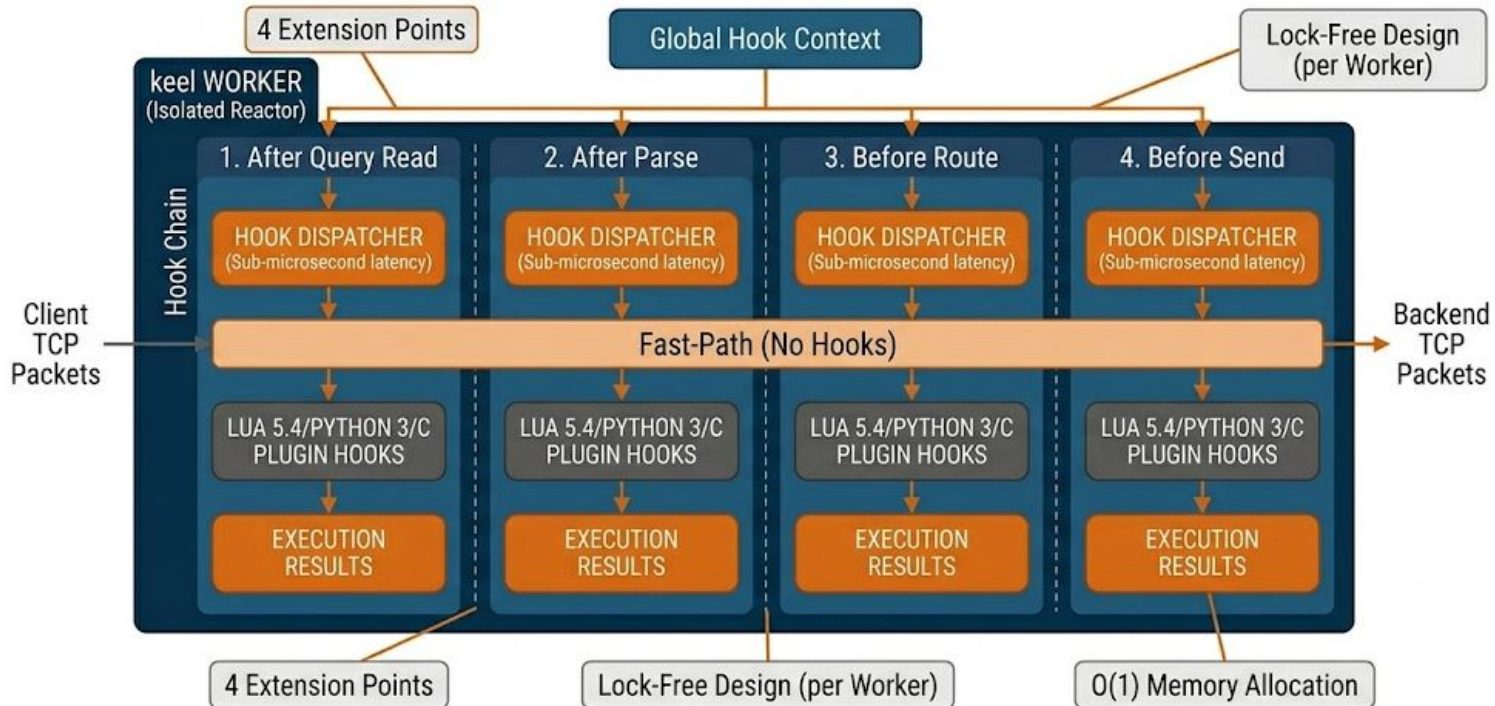 4 Extension Points
Global Hook Context
Lock-Free Design
(per Worker)
keel WORKER
(Isolated Reactor)
Hook Chain
1. After Query Read
2. After Parse
3. Before Route
4. Before Send
HOOK DISPATCHER
(Sub-microsecond latency)
HOOK DISPATCHER
(Sub-microsecond latency)
HOOK DISPATCHER
(Sub-microsecond latency)
HOOK DISPATCHER
(Sub-microsecond latency)
Client
TCP
Packets
Fast-Path (No Hooks)
Backend
TCP
Packets
LUA 5.4/PYTHON 3/C
PLUGIN HOOKS
LUA 5.4/PYTHON 3/C
PLUGIN HOOKS
LUA 5.4/PYTHON 3/C
PLUGIN HOOKS
LUA 5.4/PYTHON 3/C
PLUGIN HOOKS
EXECUTION
RESULTS
EXECUTION
RESULTS
EXECUTION
RESULTS
EXECUTION
RESULTS
4 Extension Points
Lock-Free Design (per Worker)
O(1) Memory Allocation